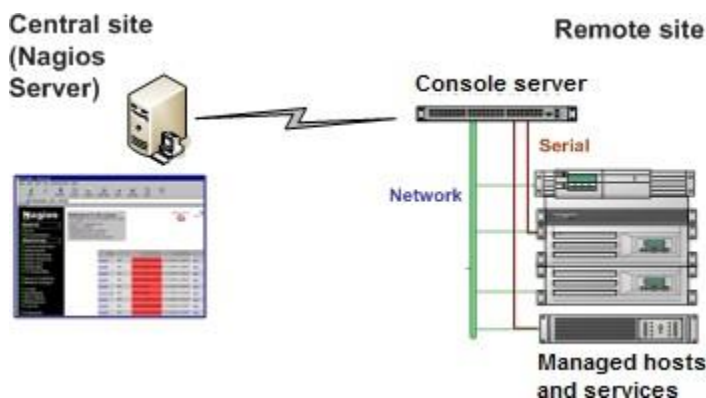 Central site
(Nagios
Server)
Remote site
Console server
Serial
Network
Nagios
Managed hosts
and services